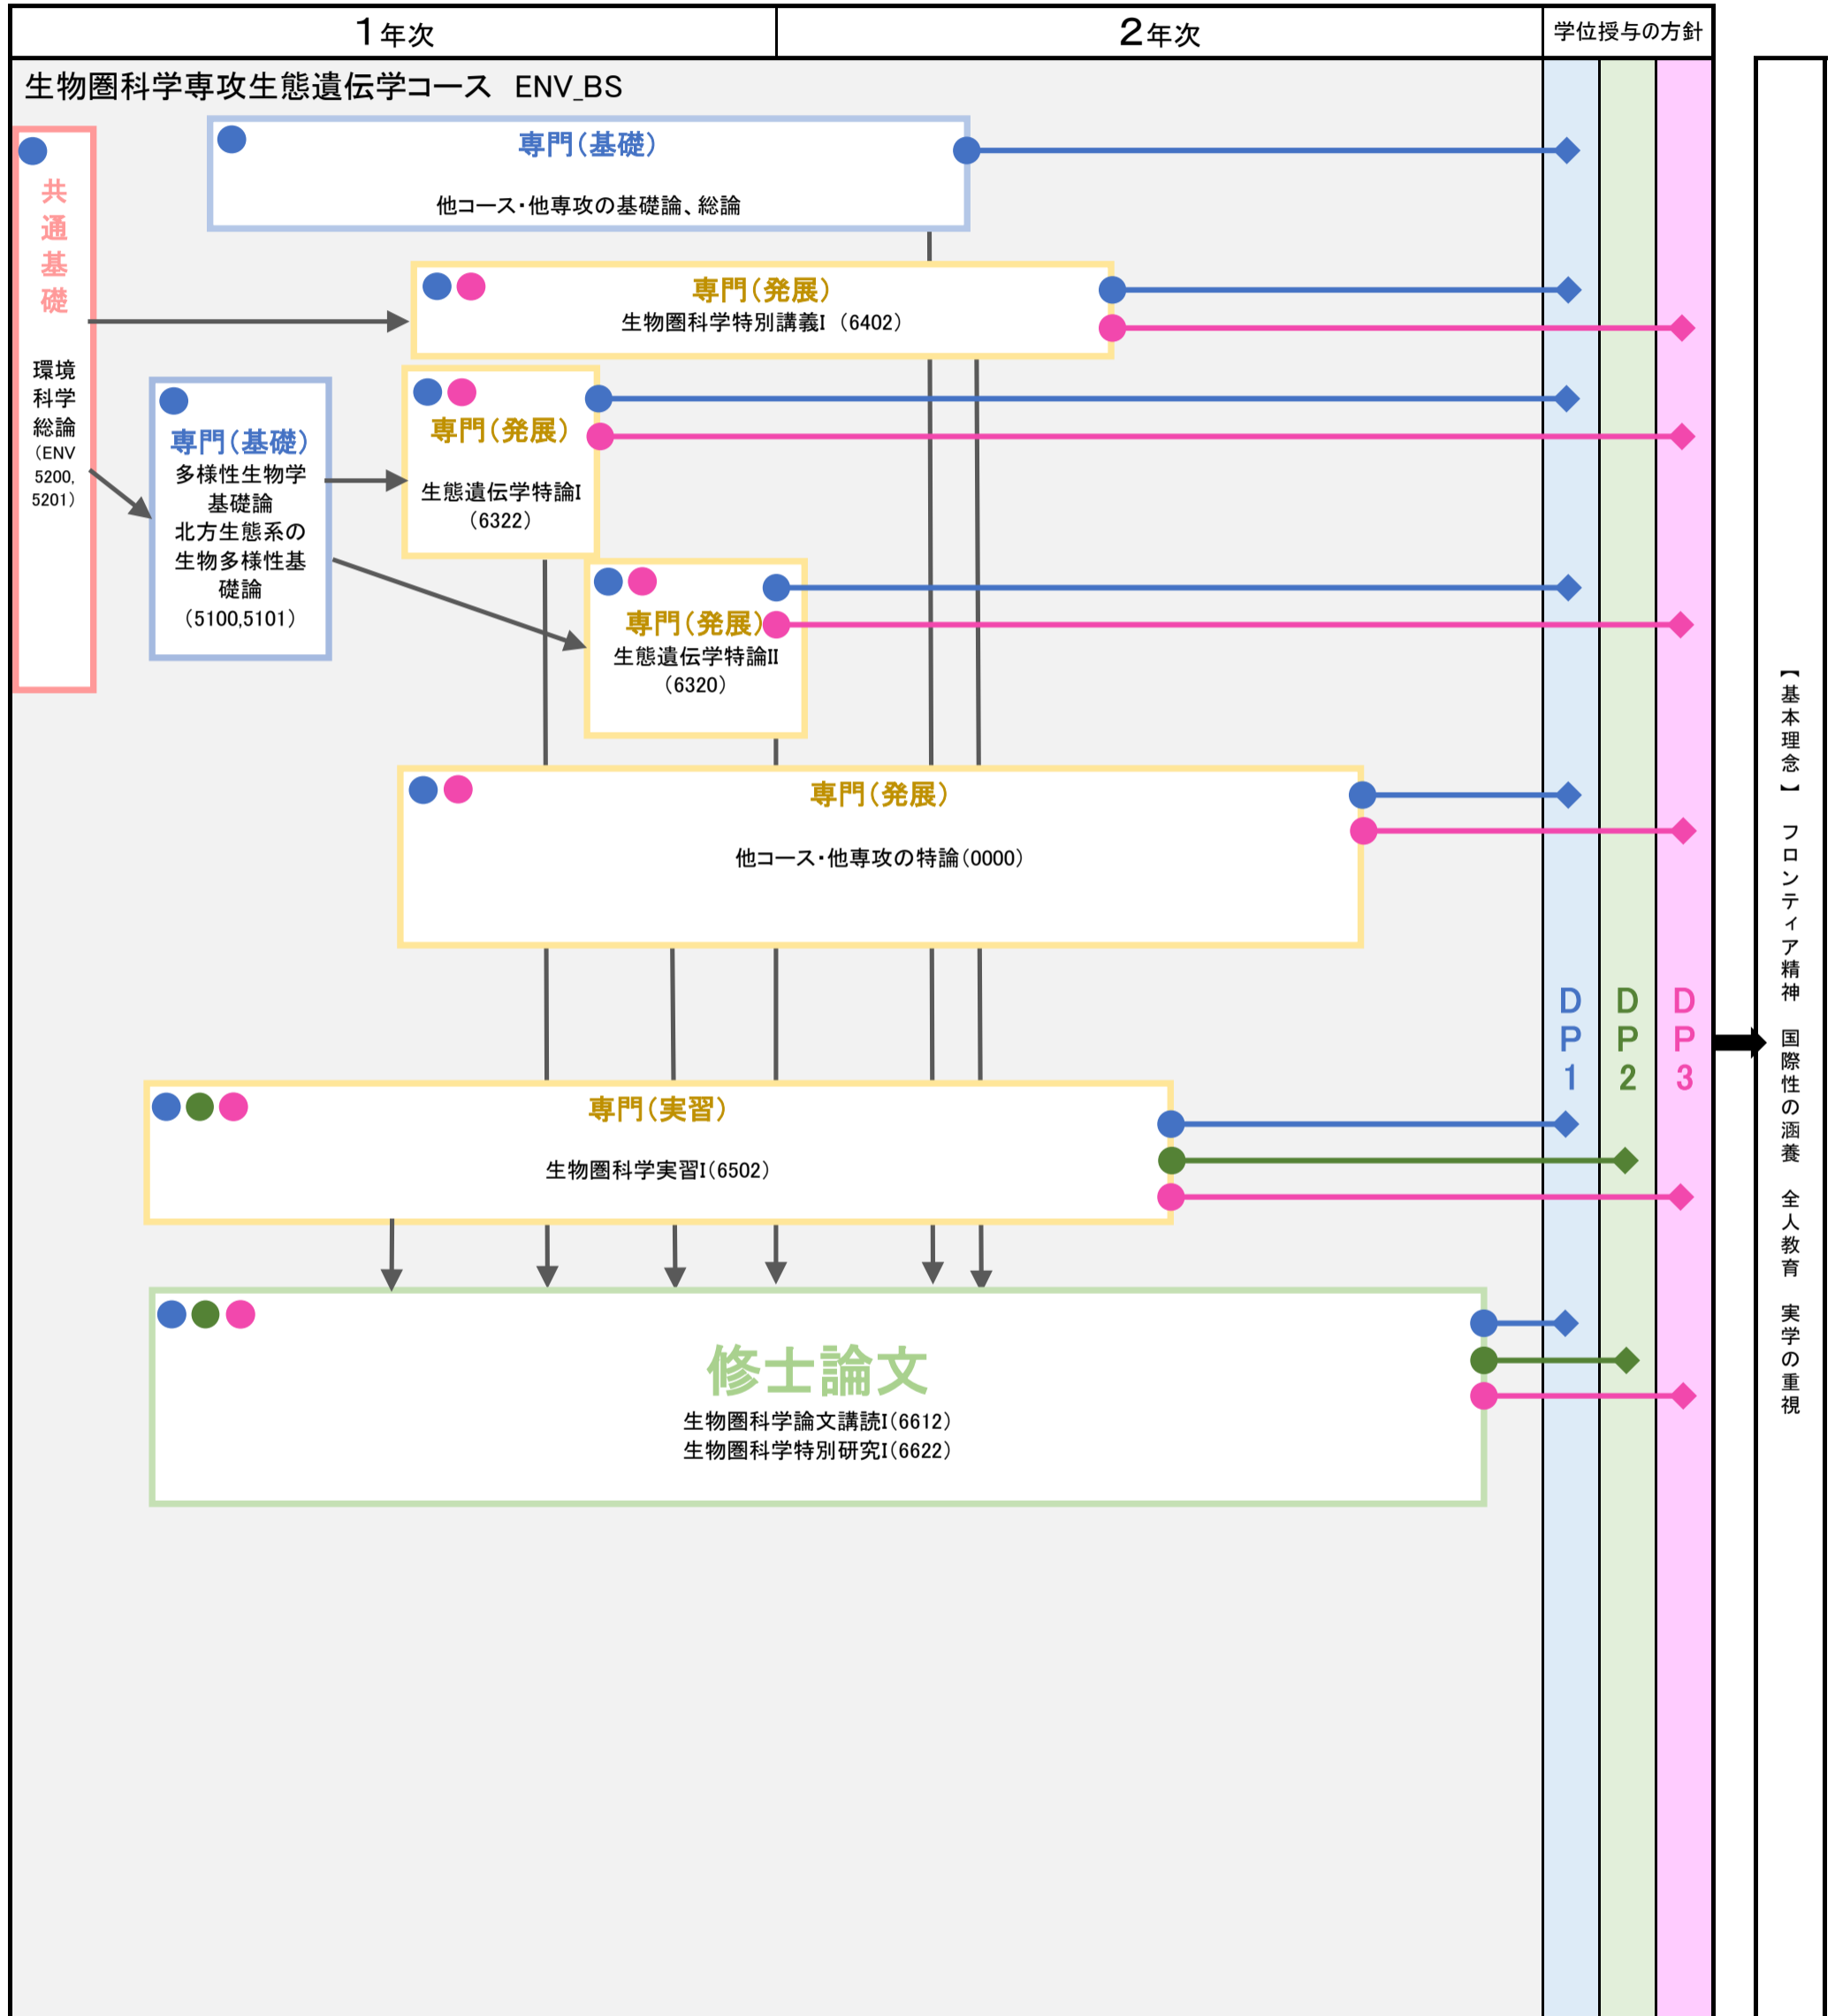 1年次
2年次
学位授与の方針
生物圏科学専攻生態遺伝学コース ENV_BS
共
通
基
礎
環境
科学
総論
(ENV
5200,
5201)
専門(基礎)
他コース・他専攻の基礎論、総論
専門(発展)
生物圏科学特別講義I (6402)
専門(基礎)
多様性生物学
基礎論
北方生態系の
生物多様性基
礎論
(5100,5101)
専門(発展)
生態遺伝学特論I
(6322)
専門(発展)
生態遺伝学特論II
(6320)
専門(発展)
他コース・他専攻の特論(0000)
専門(実習)
生物圏科学実習I(6502)
修士論文
生物圏科学論文講読I(6612)
生物圏科学特別研究I(6622)
DP1
DP2
DP3
【基本理念】 フロンティア精神 国際性の涵養 全人教育 実学の重視